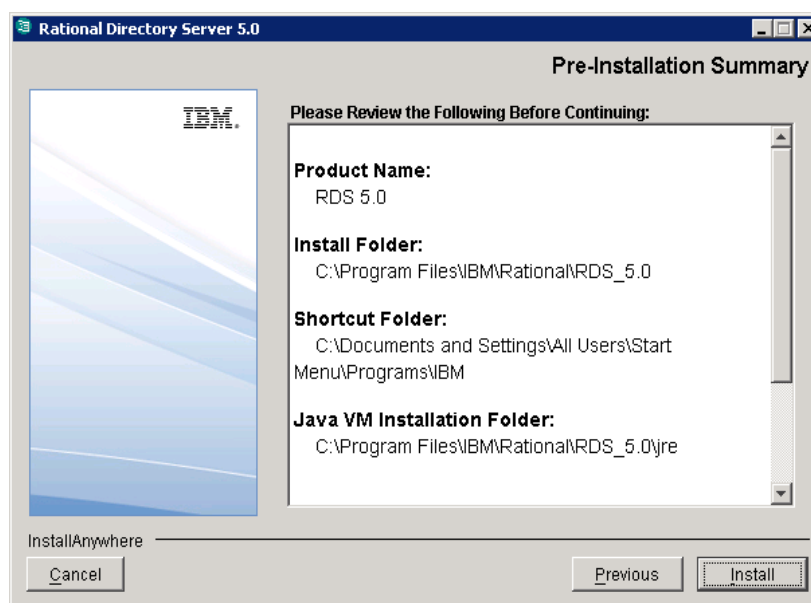 Rational Directory Server 5.0
Pre-Installation Summary
IBM.
Please Review the Following Before Continuing:
Product Name:
RDS 5.0
Install Folder:
C:\Program Files\IBM\Rational\RDS_5.0
Shortcut Folder:
C:\Documents and Settings\All Users\Start
Menu\Programs\IBM
Java VM Installation Folder:
C:\Program Files\IBM\Rational\RDS_5.0\jre
InstallAnywhere
Cancel
Previous
Install